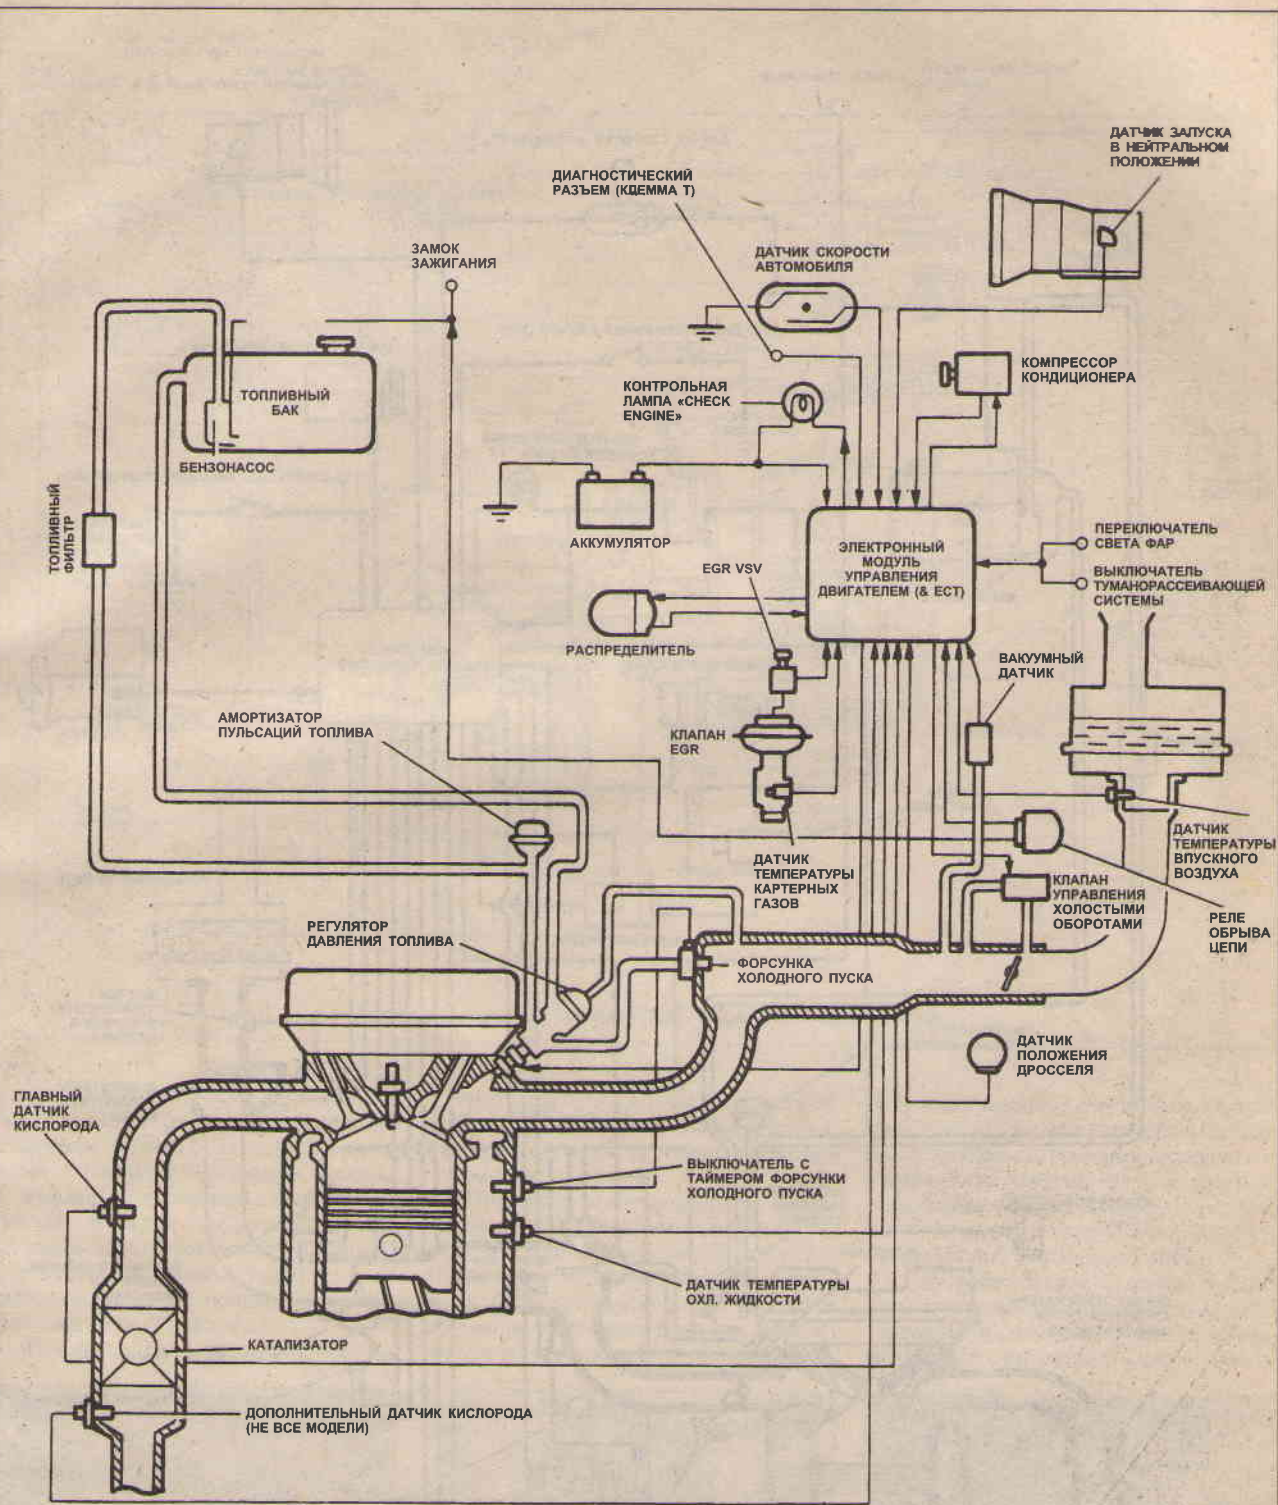 ДАТЧИК ЗАПУСКА
В НЕЙТРАЛЬНОМ
ПОЛОЖЕНИИ
ДИАГНОСТИЧЕСКИЙ
РАЗЪЕМ (КЦЕММА Т)
ЗАМОК
ЗАЖИГАНИЯ
ДАТЧИК СКОРОСТИ
АВТОМОБИЛЯ
КОМПРЕССОР
КОНДИЦИОНЕРА
КОНТРОЛЬНАЯ
ЛАМПА «CHECK
ENGINE»
ТОПЛИВНЫЙ
БАК
БЕНЗОНАСОС
ТОПЛИВНЫЙ
ФИЛЬТР
АККУМУЛЯТОР
ЭЛЕКТРОННЫЙ
МОДУЛЬ
УПРАВЛЕНИЯ
ДВИГАТЕЛЕМ (& ECT)
ПЕРЕКЛЮЧАТЕЛЬ
СВЕТА ФАР
ВЫКЛЮЧАТЕЛЬ
ТУМАНОРАССЕИВАЮЩЕЙ
СИСТЕМЫ
EGR VSV
РАСПРЕДЕЛИТЕЛЬ
ВАКУУМНЫЙ
ДАТЧИК
АМОРТИЗАТОР
ПУЛЬСАЦИЙ ТОПЛИВА
КЛАПАН
EGR
ДАТЧИК
ТЕМПЕРАТУРЫ
ВПУСКНОГО
ВОЗДУХА
ДАТЧИК
ТЕМПЕРАТУРЫ
КАРТЕРНЫХ
ГАЗОВ
КЛАПАН
УПРАВЛЕНИЯ
ХОЛОСТЫМИ
ОБОРОТАМИ
РЕЛЕ
ОБРЫВА
ЦЕПИ
РЕГУЛЯТОР
ДАВЛЕНИЯ ТОПЛИВА
ФОРСУНКА
ХОЛОДНОГО ПУСКА
ДАТЧИК
ПОЛОЖЕНИЯ
ДРОССЕЛЯ
ГЛАВНЫЙ
ДАТЧИК
КИСЛОРОДА
ВЫКЛЮЧАТЕЛЬ С
ТАЙМЕРОМ ФОРСУНКИ
ХОЛОДНОГО ПУСКА
ДАТЧИК ТЕМПЕРАТУРЫ
ОХЛ. ЖИДКОСТИ
КАТАЛИЗАТОР
ДОПОЛНИТЕЛЬНЫЙ ДАТЧИК КИСЛОРОДА
(НЕ ВСЕ МОДЕЛИ)